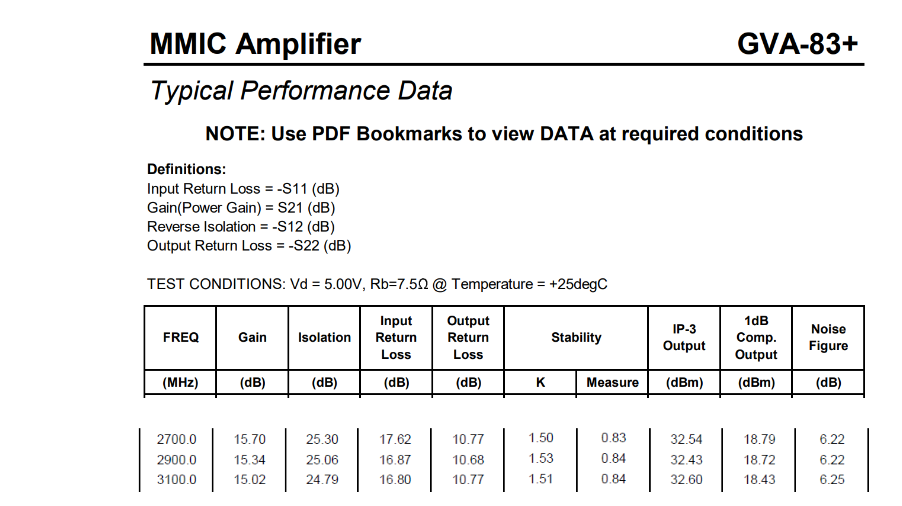 MMIC Amplifier GVA-83+
Typical Performance Data
NOTE: Use PDF Bookmarks to view DATA at required conditions
Definitions:
Input Return Loss = -S11 (dB)
Gain(Power Gain) = S21 (dB)
Reverse Isolation = -S12 (dB)
Output Return Loss = -S22 (dB)
TEST CONDITIONS: Vd = 5.00V, Rb=7.5Ω @ Temperature = +25degC
FREQ Gain Isolation Input Return Loss Output Return Loss Stability IP-3 Output 1dB Comp. Output Noise Figure
(MHz) (dB) (dB) (dB) (dB) K Measure (dBm) (dBm) (dB)
2700.0 15.70 25.30 17.62 10.77 1.50 0.83 32.54 18.79 6.22
2900.0 15.34 25.06 16.87 10.68 1.53 0.84 32.43 18.72 6.22
3100.0 15.02 24.79 16.80 10.77 1.51 0.84 32.60 18.43 6.25